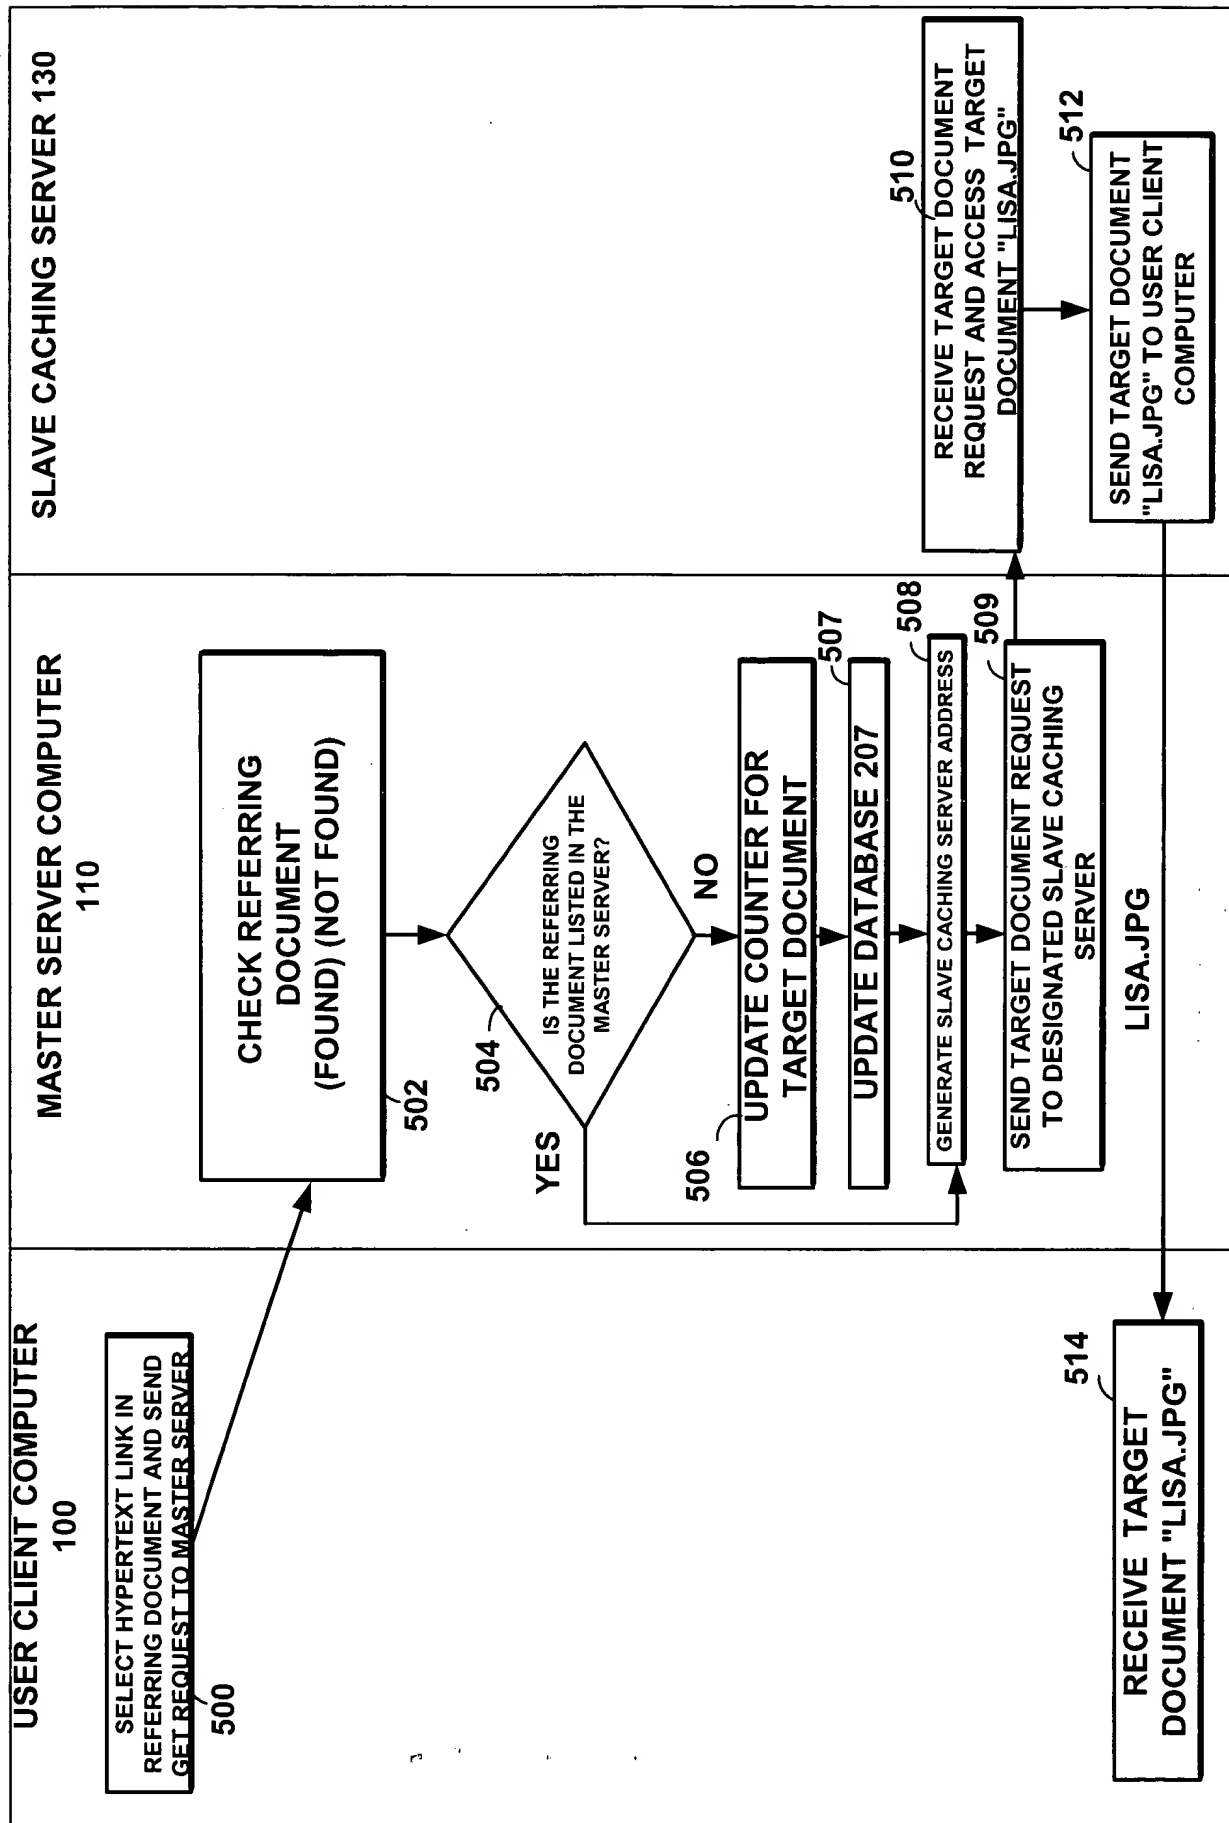 USER CLIENT COMPUTER
100
SELECT HYPERTEXT LINK IN
REFERRING DOCUMENT AND SEND
GET REQUEST TO MASTER SERVER
500
RECEIVE TARGET
DOCUMENT "LISA.JPG"
514
MASTER SERVER COMPUTER
110
CHECK REFERRING
DOCUMENT
(FOUND) (NOT FOUND)
502
IS THE REFERRING
DOCUMENT LISTED IN THE
MASTER SERVER?
504
YES
NO
UPDATE COUNTER FOR
TARGET DOCUMENT
506
UPDATE DATABASE 207
507
GENERATE SLAVE CACHING SERVER ADDRESS
508
SEND TARGET DOCUMENT REQUEST
TO DESIGNATED SLAVE CACHING
SERVER
509
LISA.JPG
SLAVE CACHING SERVER 130
RECEIVE TARGET DOCUMENT
REQUEST AND ACCESS TARGET
DOCUMENT "LISA.JPG"
510
SEND TARGET DOCUMENT
"LISA.JPG" TO USER CLIENT
COMPUTER
512